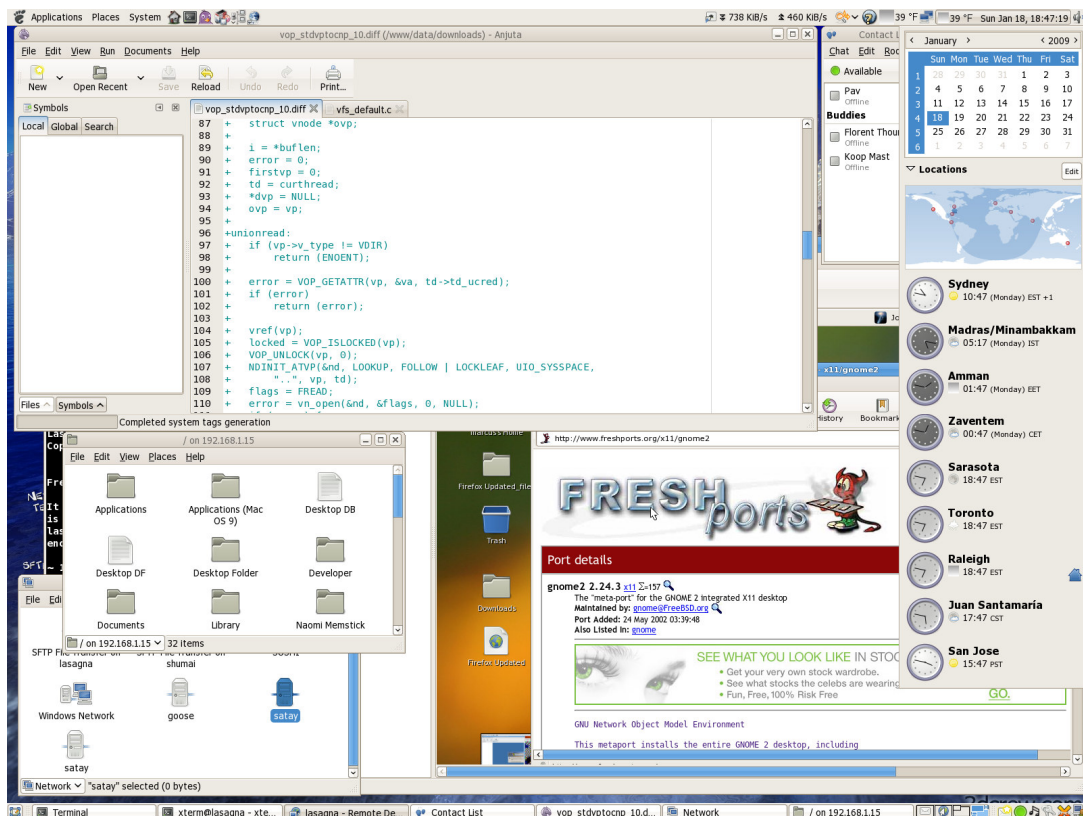 Applications Places System
738 KiB/s 460 KiB/s 39 °F 39 °F Sun Jan 18, 18:47:19
vop_stdvptocnp_10.diff (/www/data/downloads) - Anjuta
File Edit View Run Documents Help
New Open Recent Save Reload Undo Redo Print...
Symbols
vop_stdvptocnp_10.diff vfs_default.c
Local Global Search
87 + struct vnode *ovp;
88 +
89 + i = *buflen;
90 + error = 0;
91 + firstvp = 0;
92 + td = curthread;
93 + *dvp = NULL;
94 + ovp = vp;
95 +
96 +unionread:
97 + if (vp->v_type != VDIR)
98 + return (ENOENT);
99 +
100 + error = VOP_GETATTR(vp, &va, td->td_ucred);
101 + if (error)
102 + return (error);
103 +
104 + vref(vp);
105 + locked = VOP_ISLOCKED(vp);
106 + VOP_UNLOCK(vp, 0);
107 + NDINIT_ATVP(&nd, LOOKUP, FOLLOW | LOCKLEAF, UIO_SYSSPACE,
108 + "..", vp, td);
109 + flags = FREAD;
110 + error = vn_open(&nd, &flags, 0, NULL);
Files Symbols
Completed system tags generation
Contact L
Chat Edit Roo
Available
Pav
Offline
Buddies
Florent Thou
Offline
Koop Mast
Offline
x11/gnome2
History Bookmark
January 2009
Sun Mon Tue Wed Thu Fri Sat
1 28 29 30 31 1 2 3
2 4 5 6 7 8 9 10
3 11 12 13 14 15 16 17
4 18 19 20 21 22 23 24
5 25 26 27 28 29 30 31
6 1 2 3 4 5 6 7
Locations Edit
Sydney
10:47 (Monday) EST +1
Madras/Minambakkam
05:17 (Monday) IST
Amman
01:47 (Monday) EET
Zaventem
00:47 (Monday) CET
Sarasota
18:47 EST
Toronto
18:47 EST
Raleigh
18:47 EST
Juan Santamaría
17:47 CST
San Jose
15:47 PST
/ on 192.168.1.15
File Edit View Places Help
Applications
Applications (Mac OS 9)
Desktop DB
Desktop DF
Desktop Folder
Developer
Documents
Library
Naomi Memstick
/ on 192.168.1.15 32 items
File Edi
SFTP File Transfer on
lasagna
shumai
Windows Network
goose
satay
satay
Network "satay" selected (0 bytes)
Firefox Updated_file
Trash
Downloads
Firefox Updated
http://www.freshports.org/x11/gnome2
FRESH ports
Port details
gnome2 2.24.3 x11 Σ=157
The "meta-port" for the GNOME 2 integrated X11 desktop
Maintained by: gnome@FreeBSD.org
Port Added: 24 May 2002 03:39:48
Also Listed In: gnome
SEE WHAT YOU LOOK LIKE IN STOC
• Get your very own stock wardrobe.
• See what stocks the celebs are wearing
• Fun, Free, 100% Risk Free
GO.
GNU Network Object Model Environment
This metaport installs the entire GNOME 2 desktop, including
Terminal xterm@lasagna - xte... lasagna - Remote De Contact List vop_stdvptocnp_10.d... Network / on 192.168.1.15